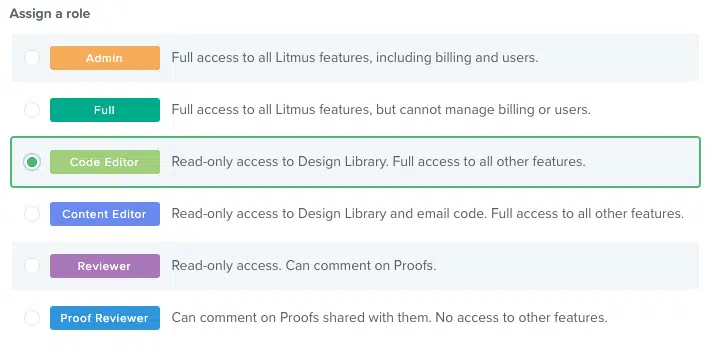 Assign a role
Admin Full access to all Litmus features, including billing and users.
Full Full access to all Litmus features, but cannot manage billing or users.
Code Editor Read-only access to Design Library. Full access to all other features.
Content Editor Read-only access to Design Library and email code. Full access to all other features.
Reviewer Read-only access. Can comment on Proofs.
Proof Reviewer Can comment on Proofs shared with them. No access to other features.